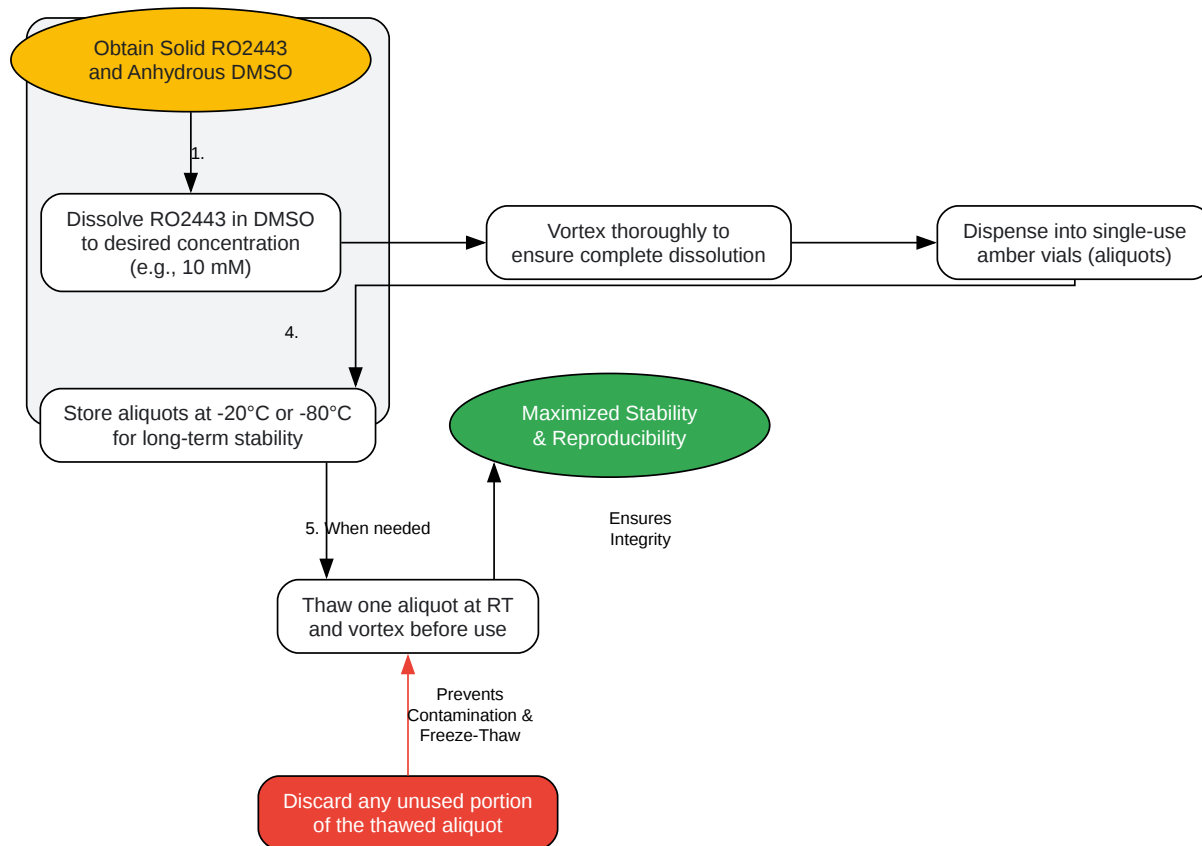 Obtain Solid RO2443
and Anhydrous DMSO
1.
Dissolve RO2443 in DMSO
to desired concentration
(e.g., 10 mM)
Vortex thoroughly to
ensure complete dissolution
Dispense into single-use
amber vials (aliquots)
4.
Store aliquots at -20°C or -80°C
for long-term stability
Maximized Stability
& Reproducibility
5. When needed
Ensures
Integrity
Thaw one aliquot at RT
and vortex before use
Prevents
Contamination &
Freeze-Thaw
Discard any unused portion
of the thawed aliquot